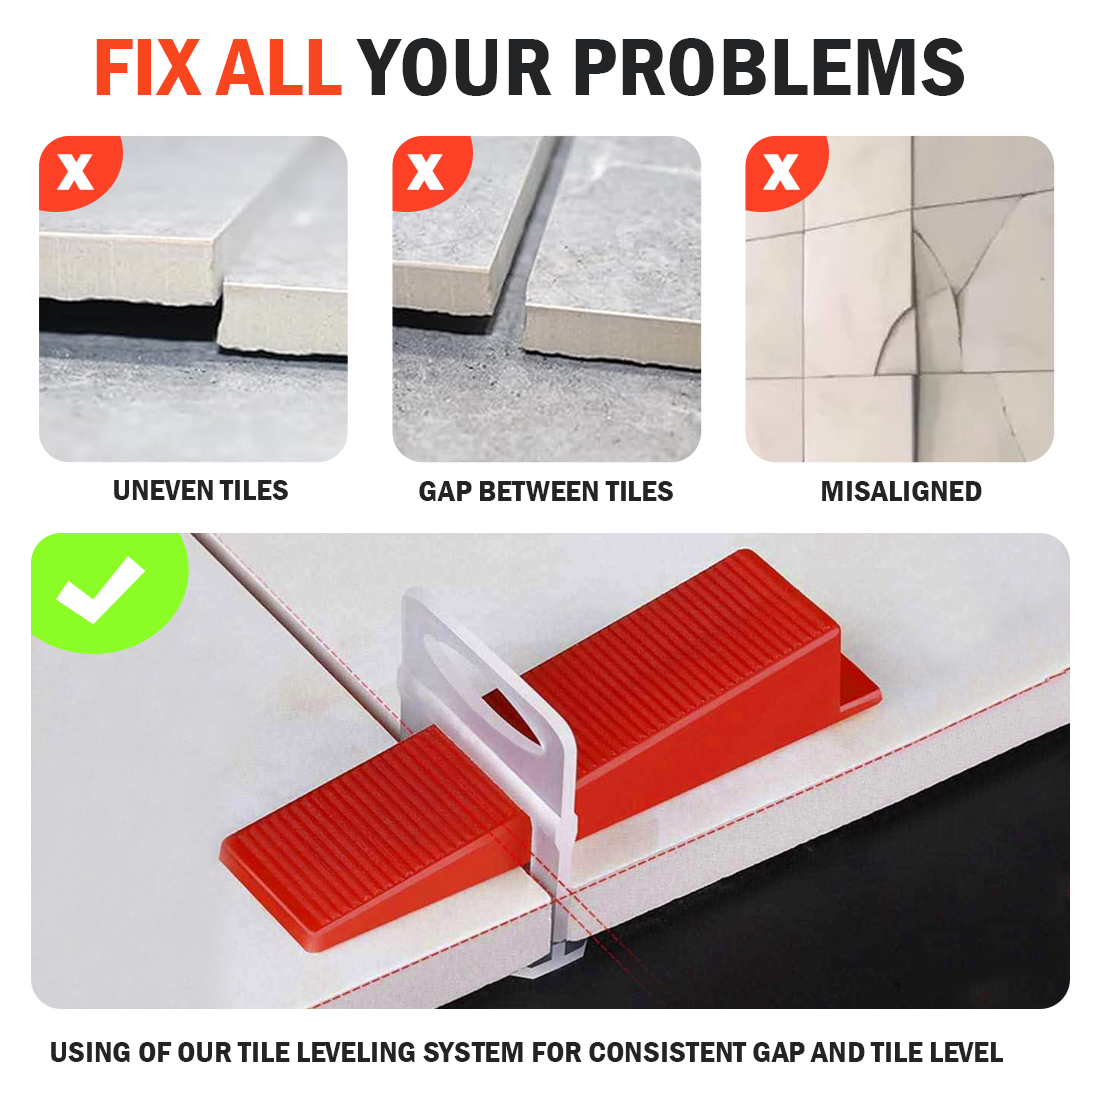 FIX ALL YOUR PROBLEMS
X X X
UNEVEN TILES
GAP BETWEEN TILES
MISALIGNED
USING OF OUR TILE LEVELING SYSTEM FOR CONSISTENT GAP AND TILE LEVEL